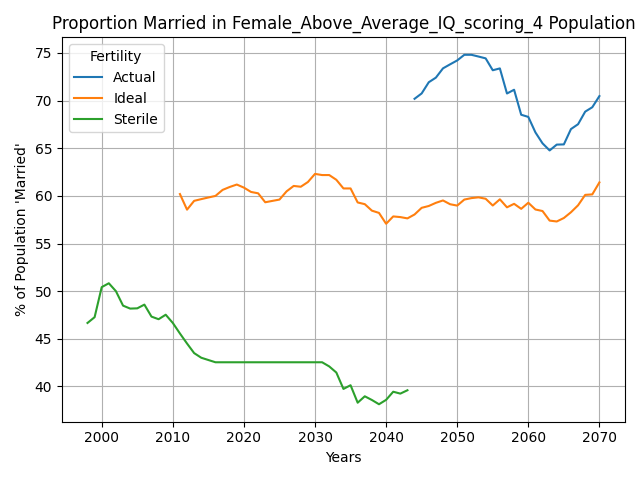 Proportion Married in Female_Above_Average_IQ_scoring_4 Population
Fertility
Actual
Ideal
Sterile
75
70
65
60
55
50
45
40
% of Population 'Married'
2000 2010 2020 2030 2040 2050 2060 2070
Years